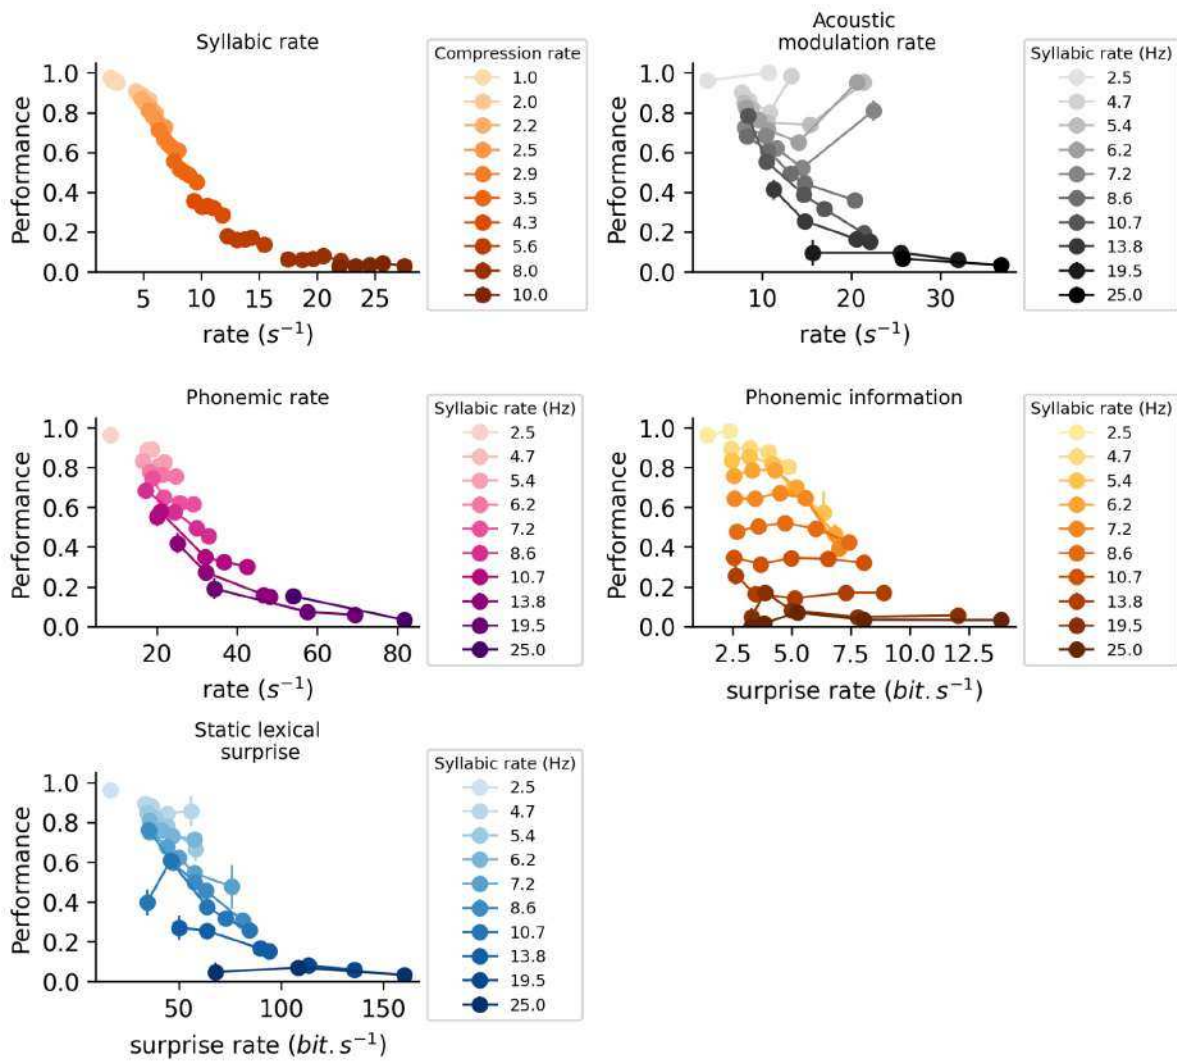 Syllabic rate
Performance
1.0
0.8
0.6
0.4
0.2
0.0
5 10 15 20 25
rate (s⁻¹)
Compression rate
1.0
2.0
2.2
2.5
2.9
3.5
4.3
5.6
8.0
10.0
Acoustic
modulation rate
Performance
1.0
0.8
0.6
0.4
0.2
0.0
10 20 30
rate (s⁻¹)
Syllabic rate (Hz)
2.5
4.7
5.4
6.2
7.2
8.6
10.7
13.8
19.5
25.0
Phonemic rate
Performance
1.0
0.8
0.6
0.4
0.2
0.0
20 40 60 80
rate (s⁻¹)
Syllabic rate (Hz)
2.5
4.7
5.4
6.2
7.2
8.6
10.7
13.8
19.5
25.0
Phonemic information
Performance
1.0
0.8
0.6
0.4
0.2
0.0
2.5 5.0 7.5 10.0 12.5
surprise rate (bit. s⁻¹)
Syllabic rate (Hz)
2.5
4.7
5.4
6.2
7.2
8.6
10.7
13.8
19.5
25.0
Static lexical
surprise
Performance
1.0
0.8
0.6
0.4
0.2
0.0
50 100 150
surprise rate (bit. s⁻¹)
Syllabic rate (Hz)
2.5
4.7
5.4
6.2
7.2
8.6
10.7
13.8
19.5
25.0